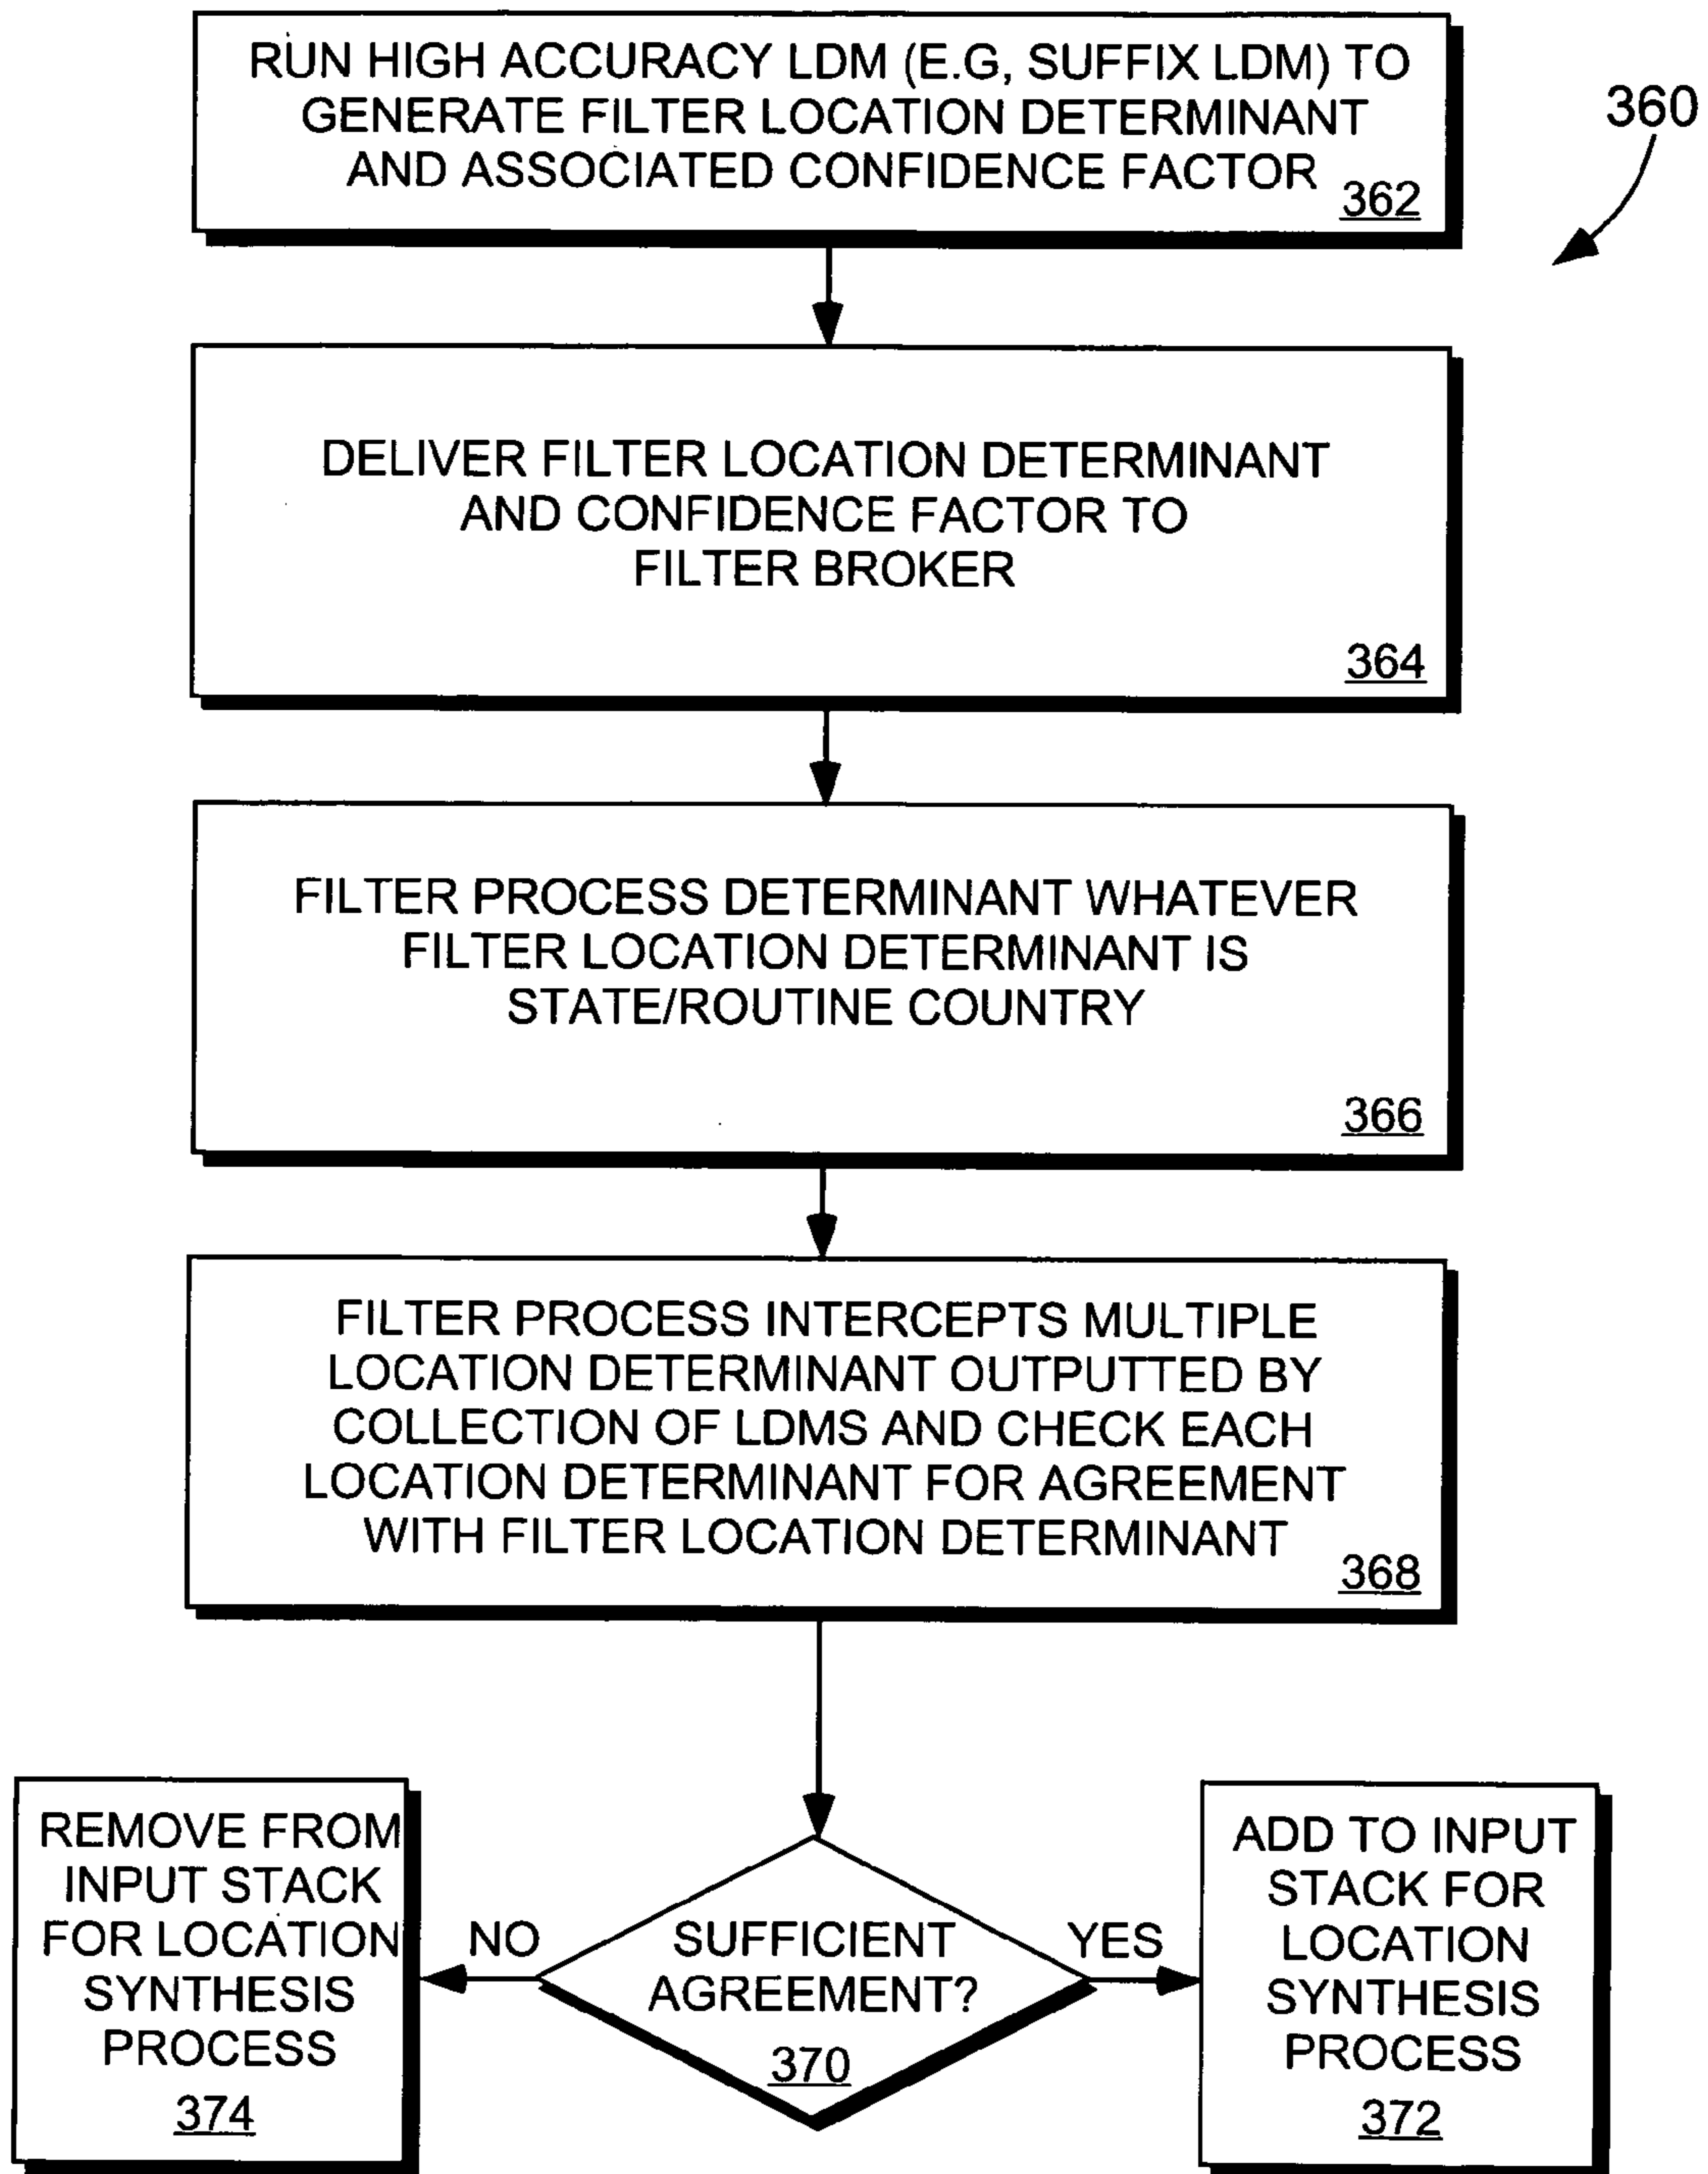 RUN HIGH ACCURACY LDM (E.G, SUFFIX LDM) TO
GENERATE FILTER LOCATION DETERMINANT
AND ASSOCIATED CONFIDENCE FACTOR
362
360
DELIVER FILTER LOCATION DETERMINANT
AND CONFIDENCE FACTOR TO
FILTER BROKER
364
FILTER PROCESS DETERMINANT WHATEVER
FILTER LOCATION DETERMINANT IS
STATE/ROUTINE COUNTRY
366
FILTER PROCESS INTERCEPTS MULTIPLE
LOCATION DETERMINANT OUTPUTTED BY
COLLECTION OF LDMS AND CHECK EACH
LOCATION DETERMINANT FOR AGREEMENT
WITH FILTER LOCATION DETERMINANT
368
REMOVE FROM
INPUT STACK
FOR LOCATION
SYNTHESIS
PROCESS
374
NO
SUFFICIENT
AGREEMENT?
370
YES
ADD TO INPUT
STACK FOR
LOCATION
SYNTHESIS
PROCESS
372